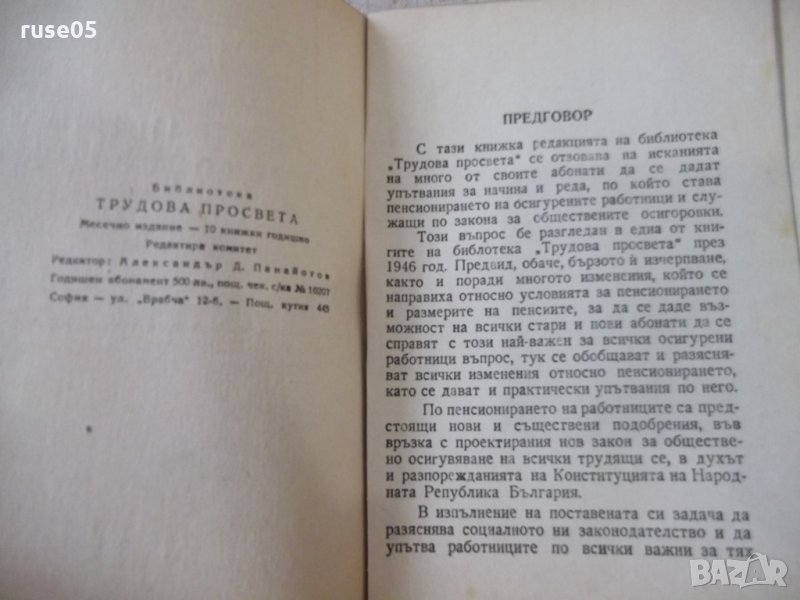 ruse05
Библиотека
ТРУДОВА ПРОСВЕТА
Месечно издание — 10 книжки годишно
Редактира комитет
Редактор: Александър Д. Панайотов
Годишен абонамент 500 лв., пощ. чек. с/ка № 10207
София — ул. „Врабча" 12-б, — Пощ. кутия 445
ПРЕДГОВОР
С тази книжка редакцията на библиотека
„Трудова просвета" се отзовава на исканията
на много от своите абонати да се дадат
упътвания за начина и реда, по който става
пенсионирането на осигурените работници и слу-
жащи по закона за обществените осигоровки.
Този въпрос бе разгледан в една от кни-
гите на библотека „Трудова просвета" през
1946 год. Предвид, обаче, бързото ѝ изчерпване,
както и поради многото изменения, които се
направиха относно условията за пенсионирането
и размерите на пенсиите, за да се даде въз-
можност на всички стари и нови абонати да се
справят с този най-важен за всички осигурени
работници въпрос, тук се обобщават и разясня-
ват всички изменения относно пенсионирането,
като се дават и практически упътвания по него.
По пенсионирането на работниците са пред-
стоящи нови и съществени подобрения, във
връзка с проектирания нов закон за обществе-
но осигуряване на всички трудящи се, в духът
и разпорежданията на Конституцията на Народ-
ната Република България.
В изпълнение на поставената си задача да
разяснява социалното ни законодателство и да
упътва работниците по всички важни за тях
BAZAR
.bg